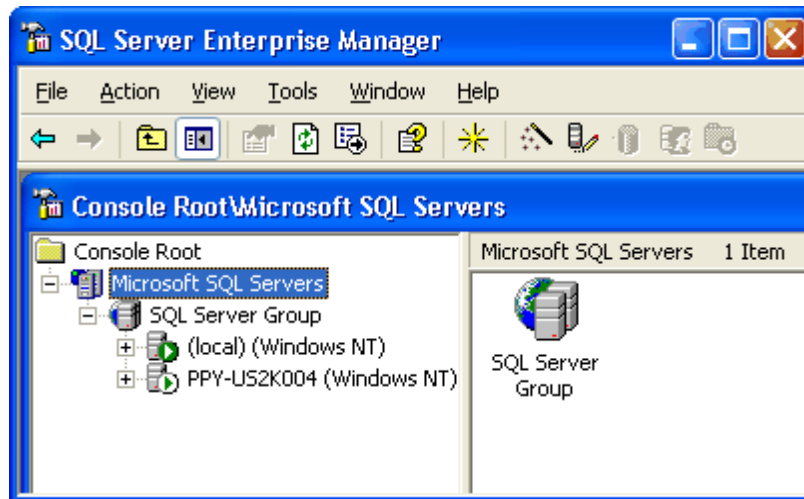 SQL Server Enterprise Manager
File Action View Tools Window Help
Console Root\Microsoft SQL Servers
Console Root
Microsoft SQL Servers
SQL Server Group
(local) (Windows NT)
PPY-US2K004 (Windows NT)
Microsoft SQL Servers 1 Item
SQL Server
Group